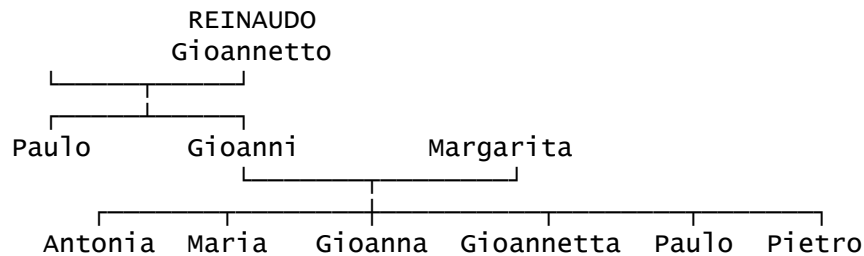 REINAUDO
Gioannetto
Paulo Gioanni Margarita
Antonia Maria Gioanna Gioannetta Paulo Pietro